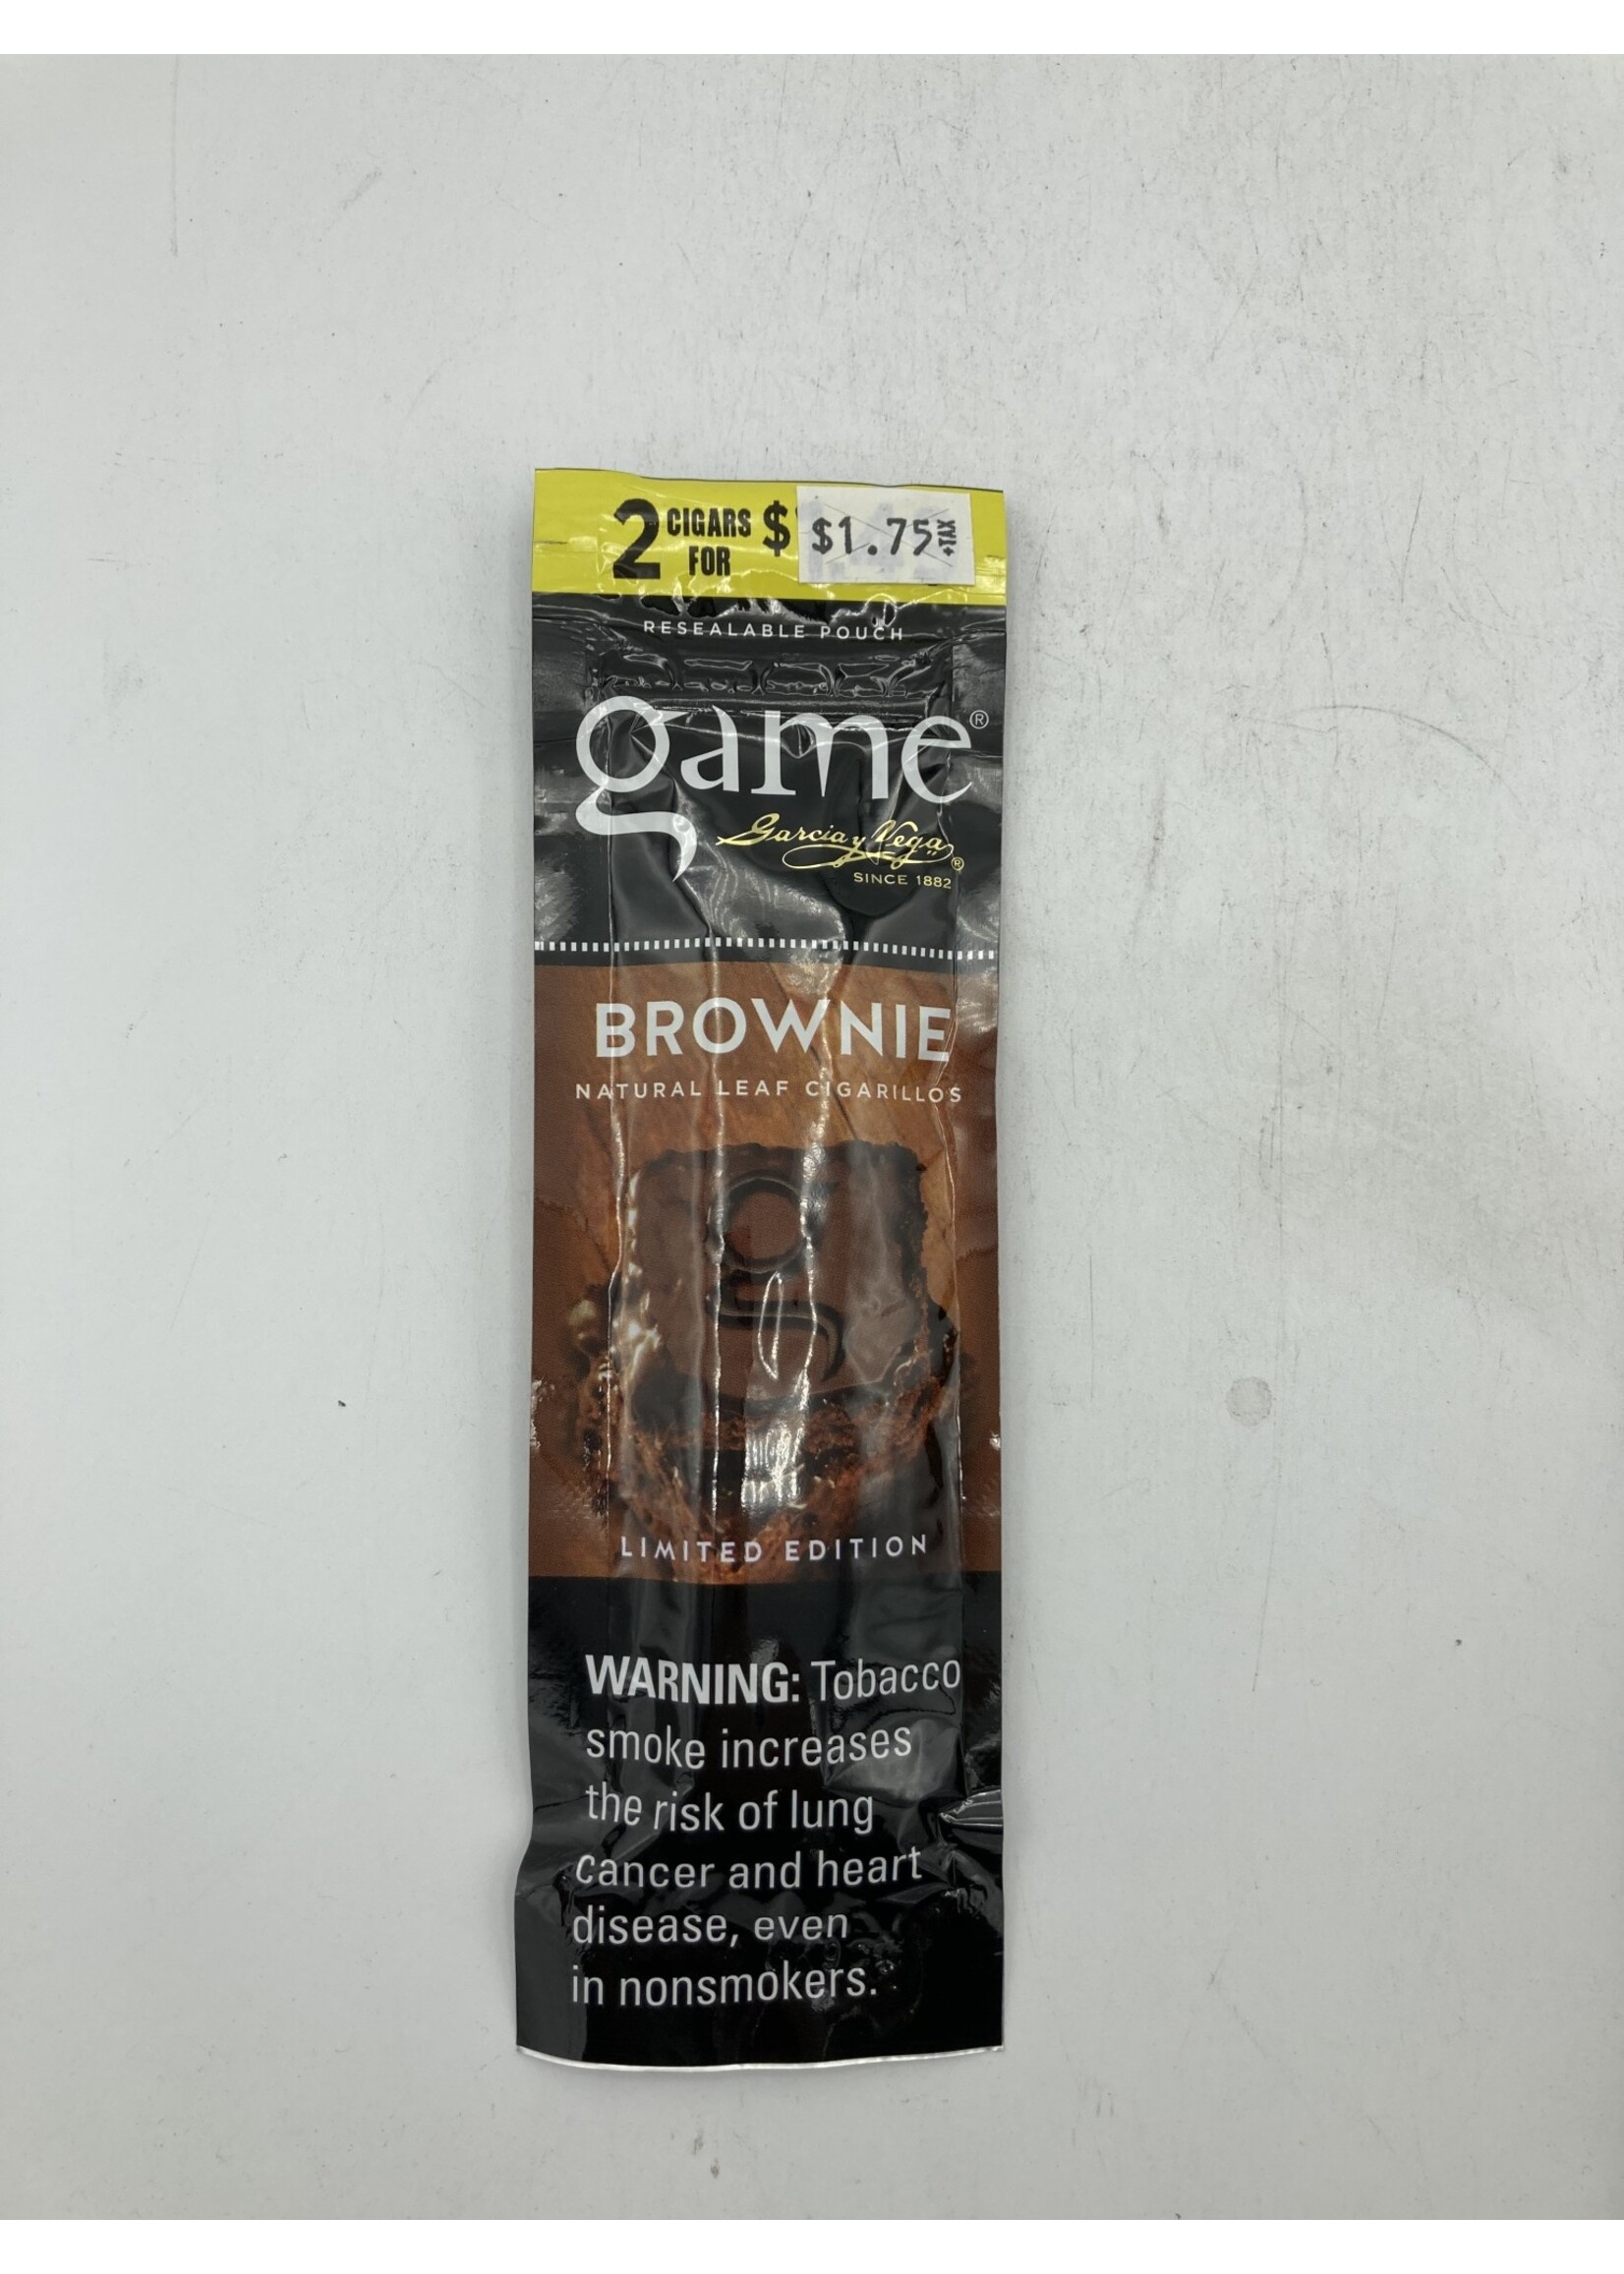 2 CIGARS FOR $
$1.75 +TAX
RESEALABLE POUCH
game®
Garcia y Vega®
SINCE 1882
BROWNIE
NATURAL LEAF CIGARILLOS
LIMITED EDITION
WARNING: Tobacco
smoke increases
the risk of lung
cancer and heart
disease, even
in nonsmokers.